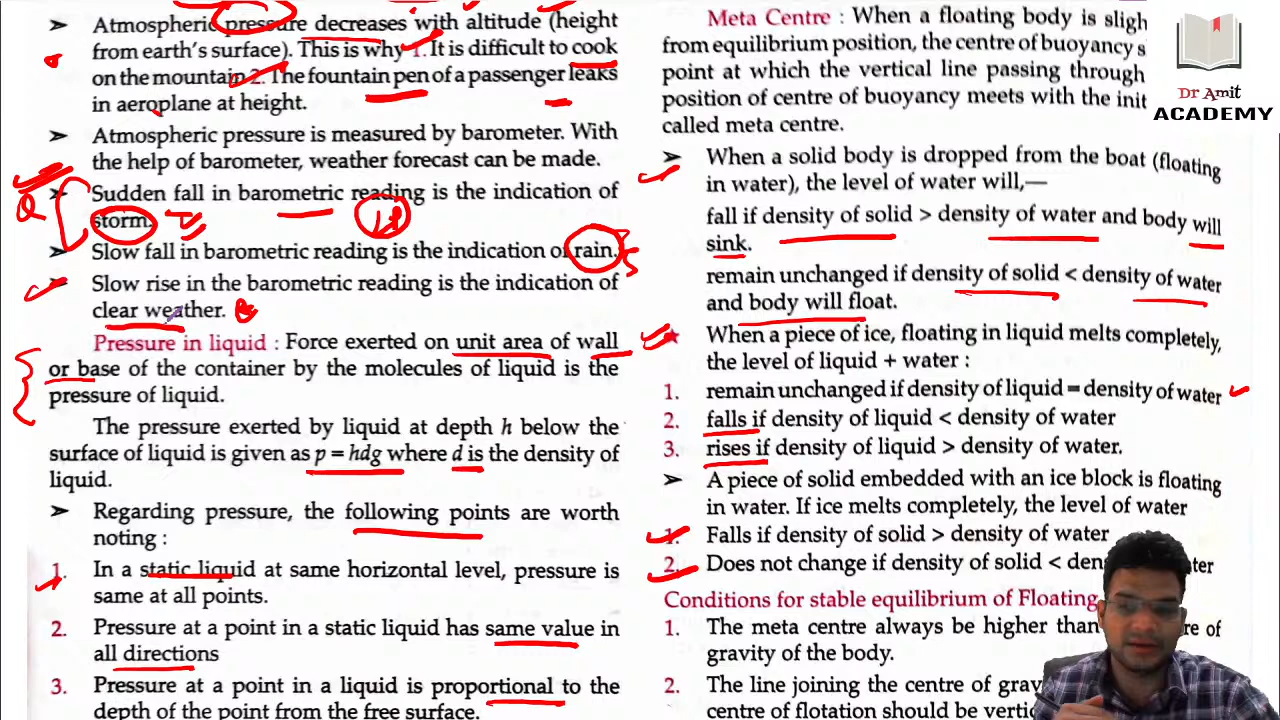 Atmospheric pressure decreases with altitude (height
from earth's surface). This is why 1. It is difficult to cook
on the mountain 2. The fountain pen of a passenger leaks
in aeroplane at height.
Atmospheric pressure is measured by barometer. With
the help of barometer, weather forecast can be made.
Sudden fall in barometric reading is the indication of
storm.
Slow fall in barometric reading is the indication of rain.
Slow rise in the barometric reading is the indication of
clear weather.
Pressure in liquid : Force exerted on unit area of wall
or base of the container by the molecules of liquid is the
pressure of liquid.
The pressure exerted by liquid at depth h below the
surface of liquid is given as p = hdg where d is the density of
liquid.
Regarding pressure, the following points are worth
noting :
1. In a static liquid at same horizontal level, pressure is
same at all points.
2. Pressure at a point in a static liquid has same value in
all directions
3. Pressure at a point in a liquid is proportional to the
depth of the point from the free surface.
Meta Centre : When a floating body is sligh
from equilibrium position, the centre of buoyancy s
point at which the vertical line passing through
position of centre of buoyancy meets with the init
called meta centre.
When a solid body is dropped from the boat (floating
in water), the level of water will,—
fall if density of solid > density of water and body will
sink.
remain unchanged if density of solid < density of water
and body will float.
When a piece of ice, floating in liquid melts completely,
the level of liquid + water :
1. remain unchanged if density of liquid = density of water
2. falls if density of liquid < density of water
3. rises if density of liquid > density of water.
A piece of solid embedded with an ice block is floating
in water. If ice melts completely, the level of water
1. Falls if density of solid > density of water
2. Does not change if density of solid < den ter
Conditions for stable equilibrium of Floating
1. The meta centre always be higher than re of
gravity of the body.
2. The line joining the centre of grav
centre of flotation should be vertic
Dr Amit
ACADEMY